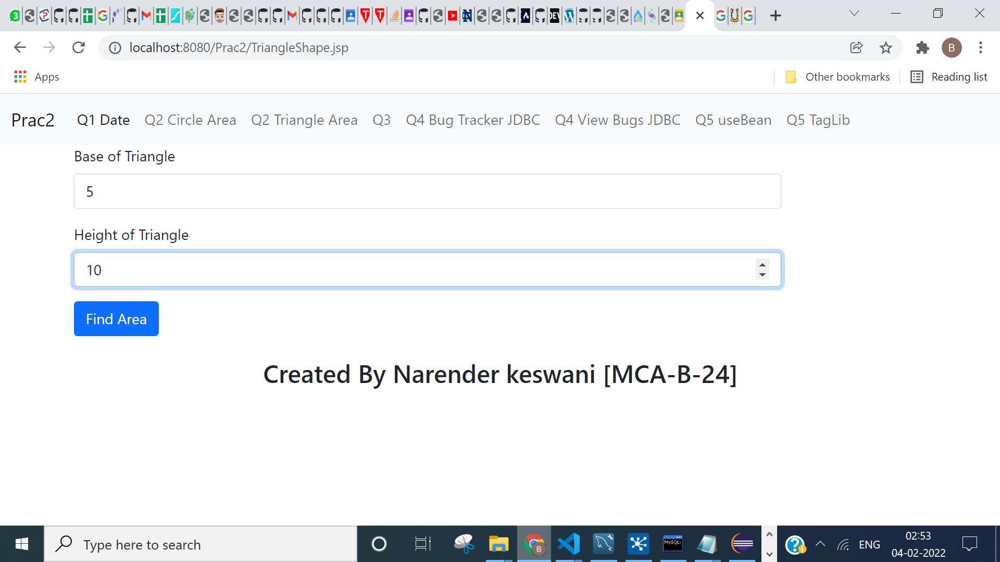 localhost:8080/Prac2/TriangleShape.jsp
B
Apps
Other bookmarks
Reading list
Prac2 Q1 Date Q2 Circle Area Q2 Triangle Area Q3 Q4 Bug Tracker JDBC Q4 View Bugs JDBC Q5 useBean Q5 TagLib
Base of Triangle
5
Height of Triangle
10
Find Area
Created By Narender keswani [MCA-B-24]
Type here to search
B
MySQL>
ENG
02:53
04-02-2022